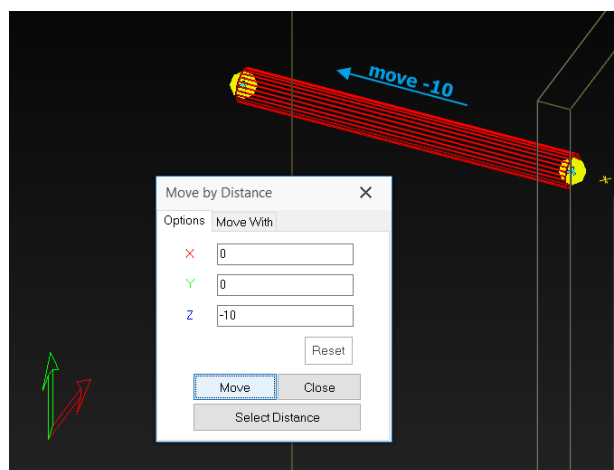 move -10
Move by Distance
Options Move With
X 0
Y 0
Z -10
Reset
Move Close
Select Distance
x